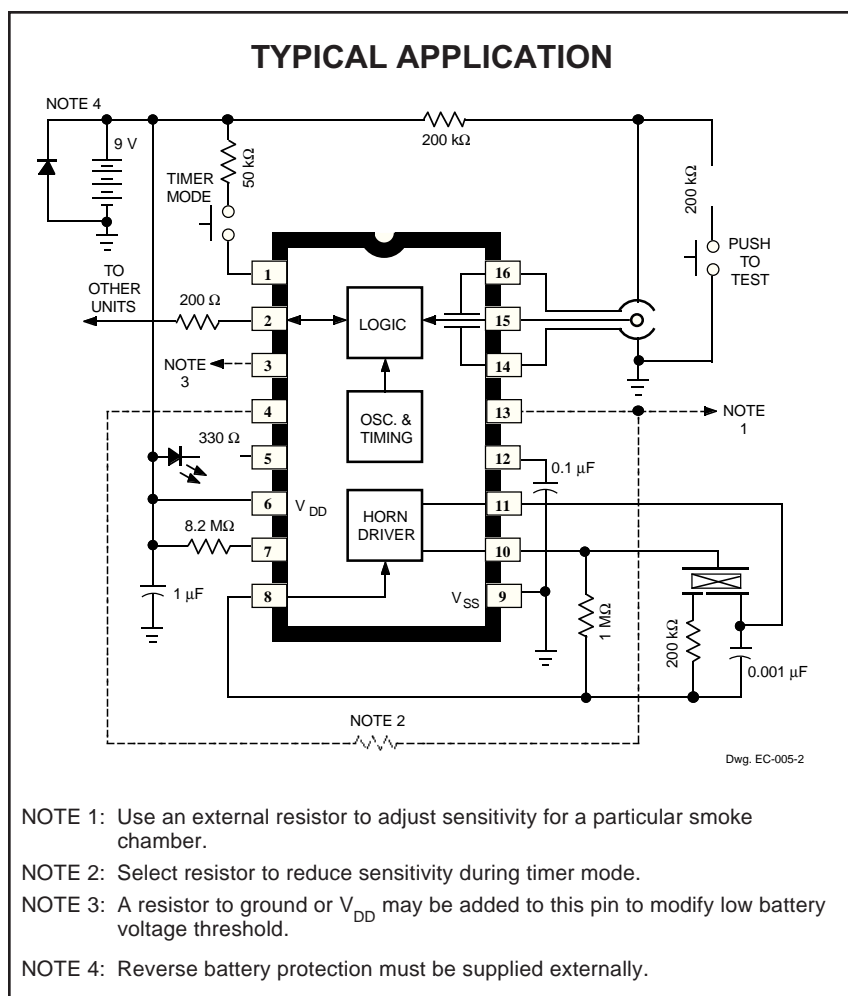 TYPICAL APPLICATION
NOTE 4
9 V
50 kΩ
TIMER
MODE
200 kΩ
200 kΩ
PUSH
TO
TEST
TO
OTHER
UNITS
200 Ω
NOTE
3
330 Ω
8.2 MΩ
1 µF
1
2
3
4
5
6
7
8
V DD
LOGIC
OSC. &
TIMING
HORN
DRIVER
VSS
16
15
14
13
12
11
10
9
NOTE
1
0.1 µF
1 MΩ
200 kΩ
0.001 µF
NOTE 2
Dwg. EC-005-2
NOTE 1: Use an external resistor to adjust sensitivity for a particular smoke
chamber.
NOTE 2: Select resistor to reduce sensitivity during timer mode.
NOTE 3: A resistor to ground or VDD may be added to this pin to modify low battery
voltage threshold.
NOTE 4: Reverse battery protection must be supplied externally.